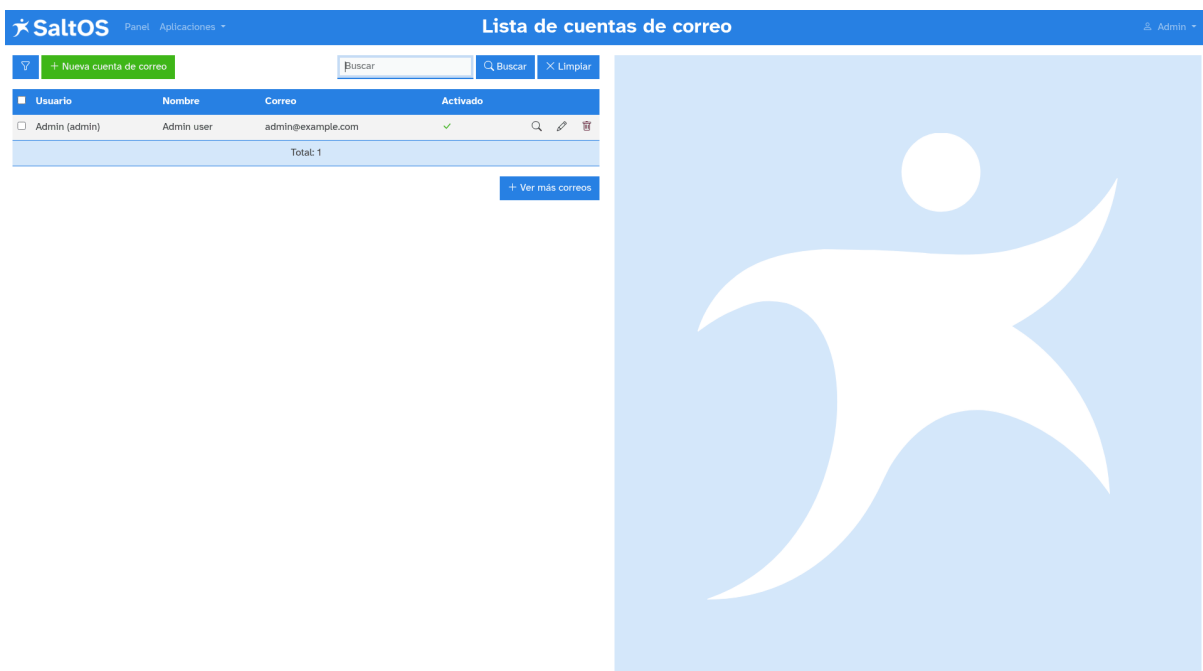 SaltOS Panel Aplicaciones Lista de cuentas de correo Admin
+ Nueva cuenta de correo Buscar Buscar Limpiar
Usuario Nombre Correo Activado
Admin (admin) Admin user admin@example.com
Total: 1
+ Ver más correos